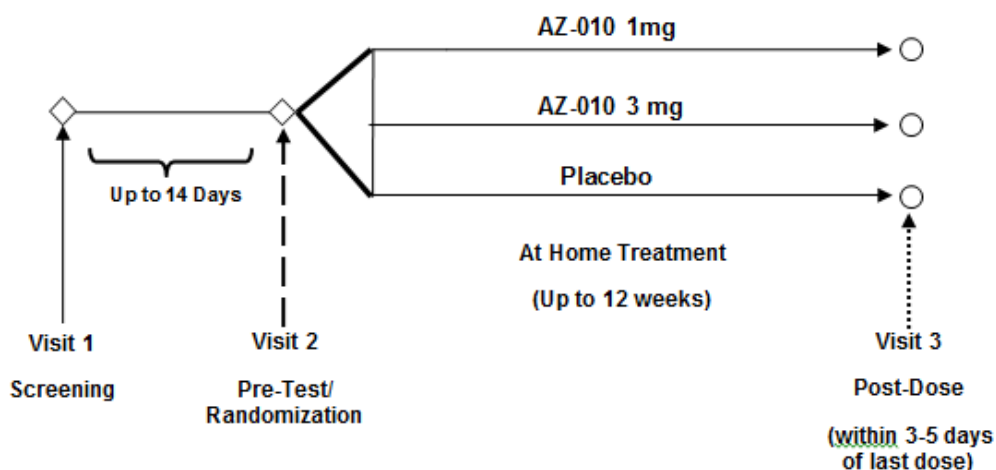 AZ-010 1mg
AZ-010 3 mg
Placebo
Up to 14 Days
At Home Treatment
(Up to 12 weeks)
Visit 1
Screening
Visit 2
Pre-Test/
Randomization
Visit 3
Post-Dose
(within 3-5 days
of last dose)